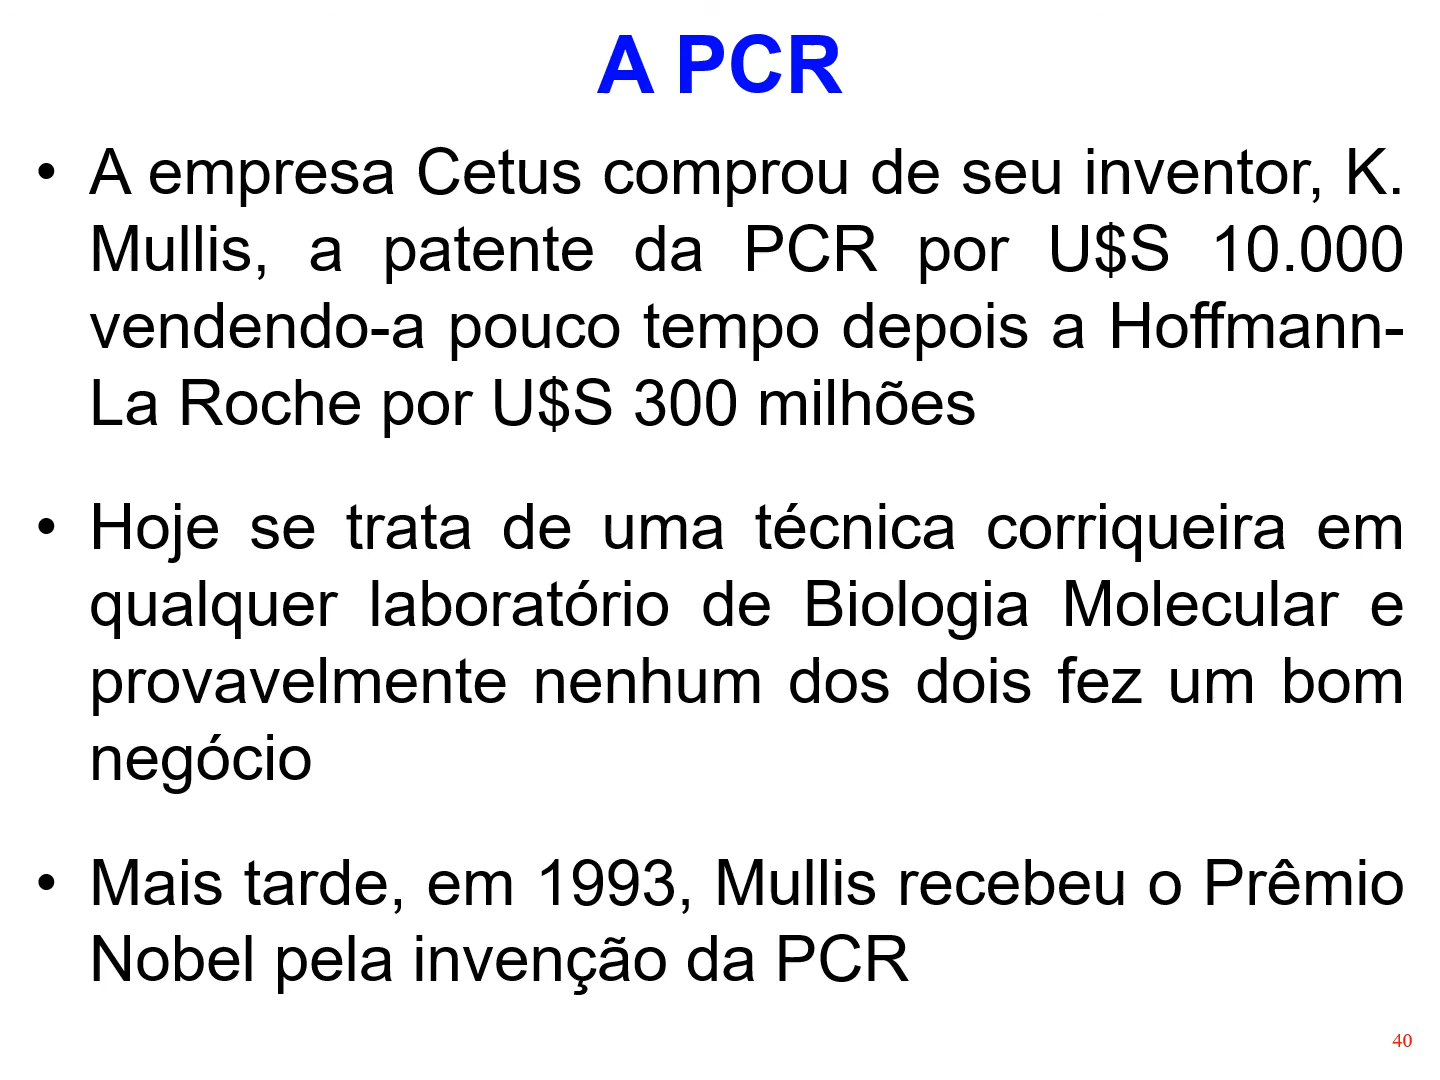 A PCR
• A empresa Cetus comprou de seu inventor, K.
Mullis, a patente da PCR por U$S 10.000
vendendo-a pouco tempo depois a Hoffmann-
La Roche por U$S 300 milhões
• Hoje se trata de uma técnica corriqueira em
qualquer laboratório de Biologia Molecular e
provavelmente nenhum dos dois fez um bom
negócio
• Mais tarde, em 1993, Mullis recebeu o Prêmio
Nobel pela invenção da PCR
40